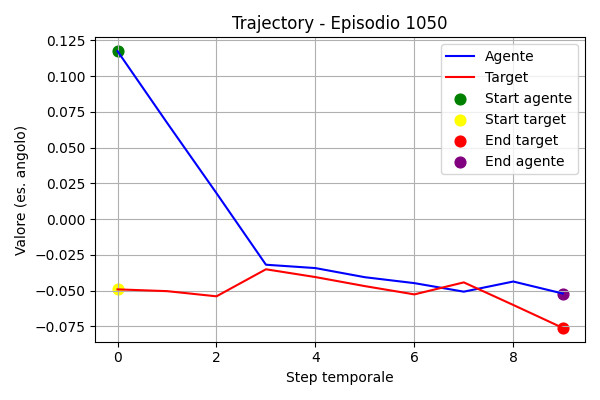 Trajectory - Episodio 1050
Valore (es. angolo)
0.125
0.100
0.075
0.050
0.025
0.000
−0.025
−0.050
−0.075
Agente
Target
Start agente
Start target
End target
End agente
0 2 4 6 8
Step temporale